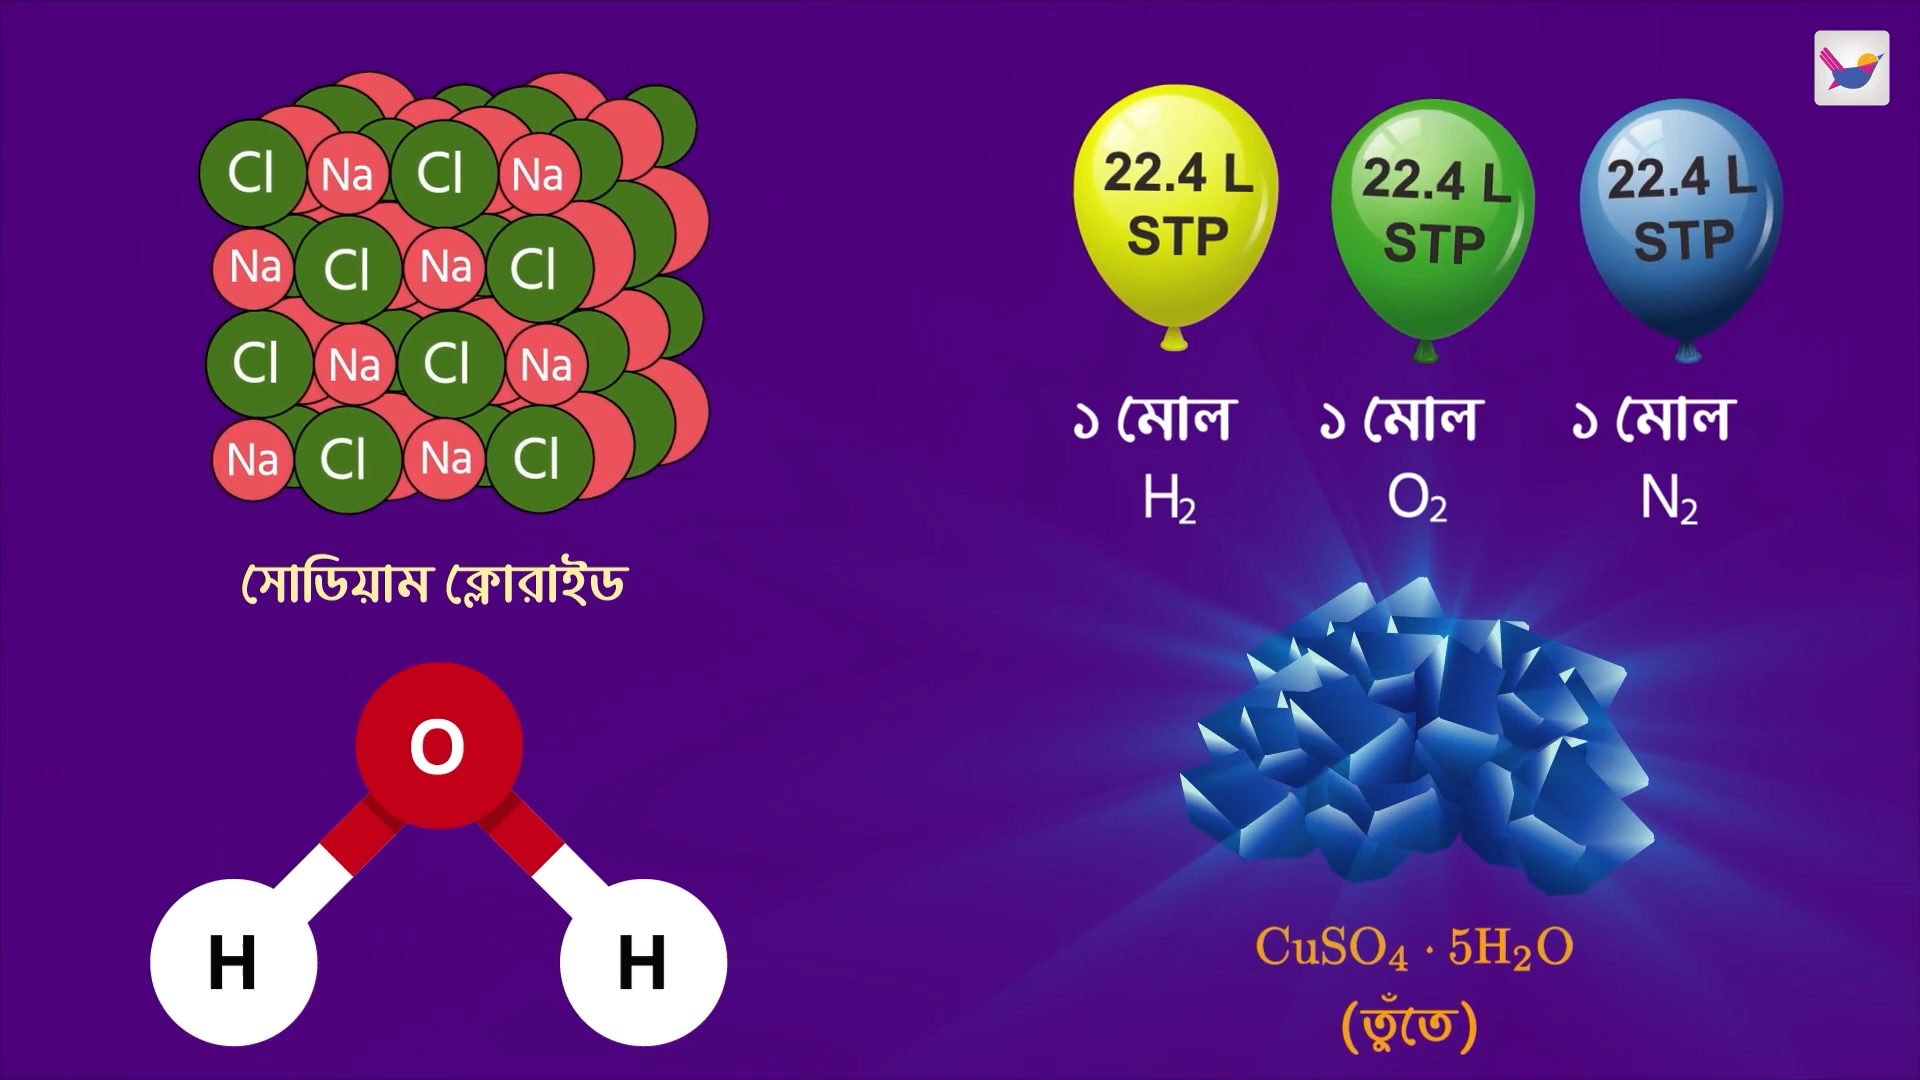 Cl Na Cl Na
Na Cl Na Cl
Cl Na Cl Na
Na Cl Na Cl
সোডিয়াম ক্লোরাইড
O
H H
22.4 L
STP
22.4 L
STP
22.4 L
STP
১ মোল
H₂
১ মোল
O₂
১ মোল
N₂
CuSO₄ · 5H₂O
(তুঁতে)